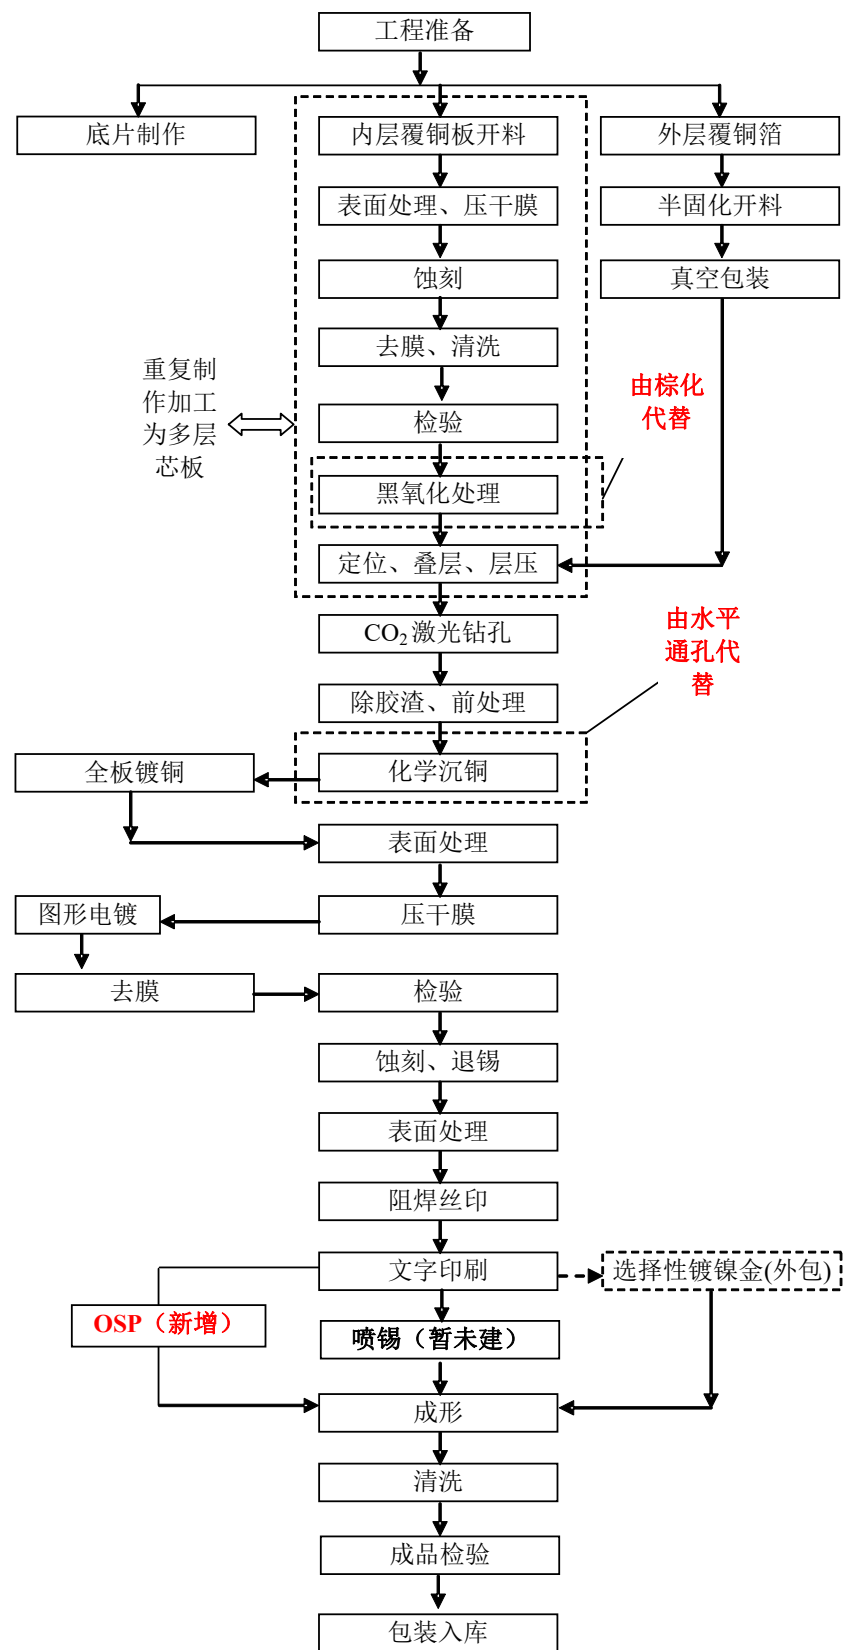 工程准备
底片制作
内层覆铜板开料
外层覆铜箔
表面处理、压干膜
半固化开料
蚀刻
真空包装
去膜、清洗
重复制
作加工
为多层
芯板
由棕化
代替
检验
黑氧化处理
定位、叠层、层压
CO₂激光钻孔
由水平
通孔代
替
除胶渣、前处理
化学沉铜
全板镀铜
表面处理
图形电镀
压干膜
去膜
检验
蚀刻、退锡
表面处理
阻焊丝印
文字印刷
选择性镀镍金(外包)
OSP（新增）
喷锡（暂未建）
成形
清洗
成品检验
包装入库